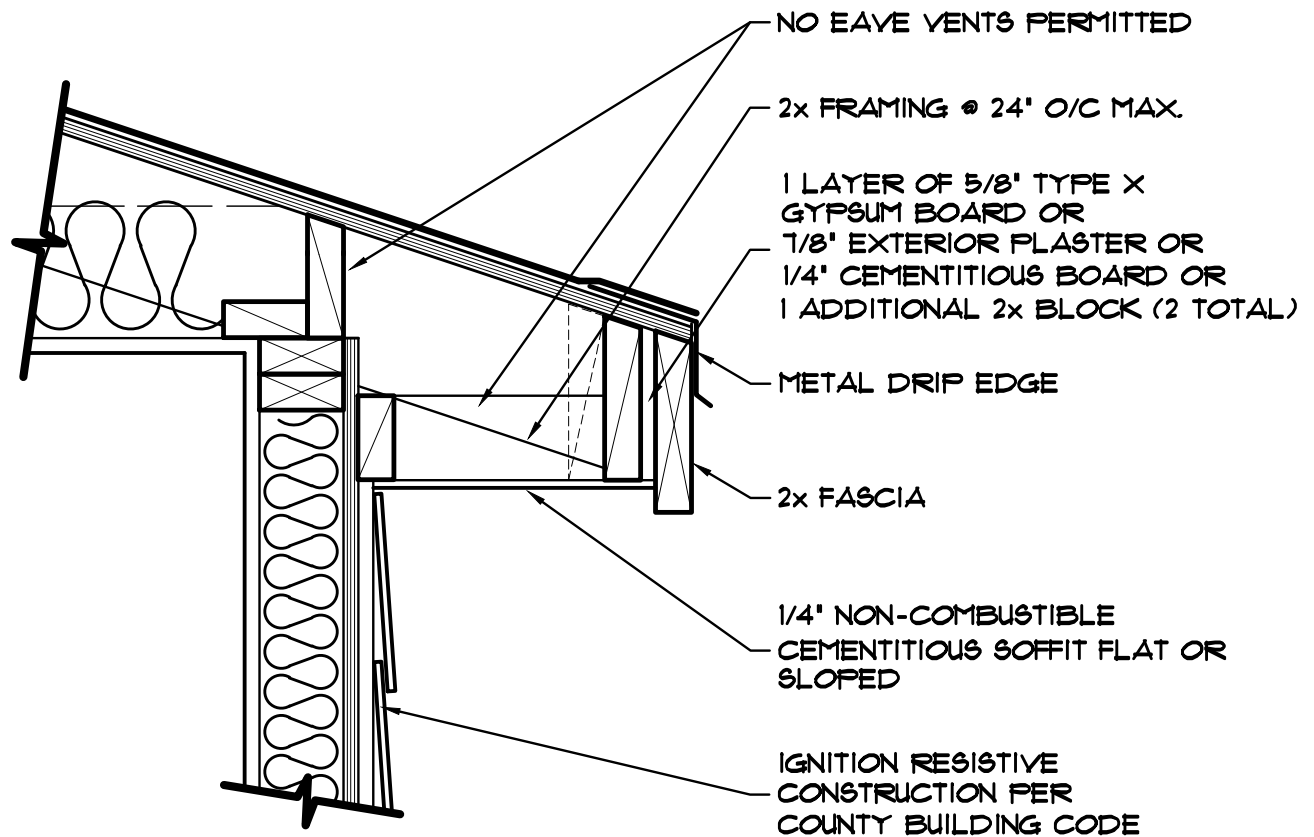 NO EAVE VENTS PERMITTED
2x FRAMING @ 24" O/C MAX.
1 LAYER OF 5/8" TYPE X
GYPSUM BOARD OR
7/8" EXTERIOR PLASTER OR
1/4" CEMENTITIOUS BOARD OR
1 ADDITIONAL 2x BLOCK (2 TOTAL)
METAL DRIP EDGE
2x FASCIA
1/4" NON-COMBUSTIBLE
CEMENTITIOUS SOFFIT FLAT OR
SLOPED
IGNITION RESISTIVE
CONSTRUCTION PER
COUNTY BUILDING CODE